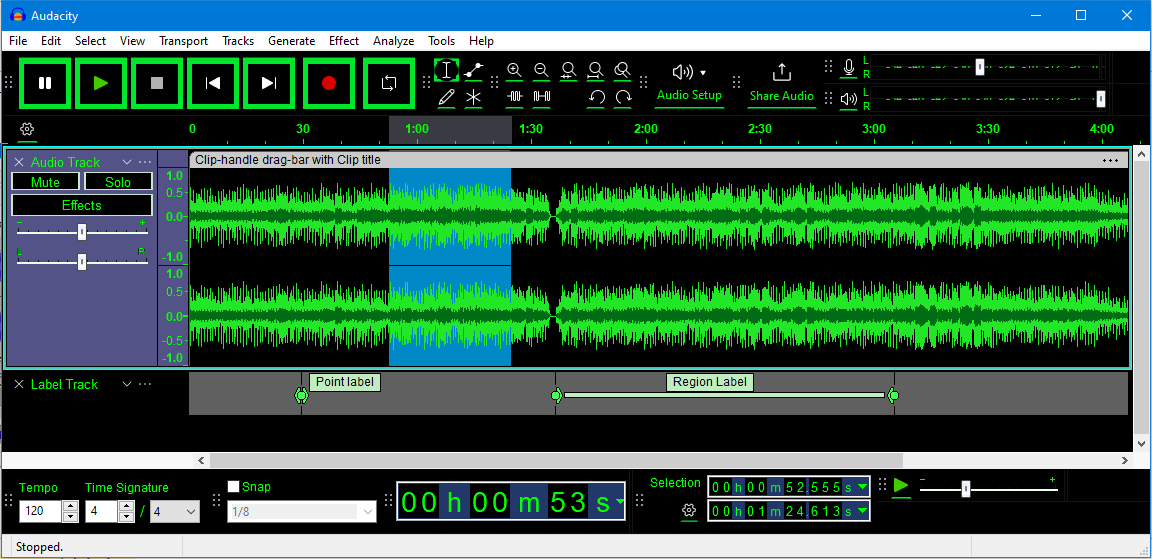 Audacity
File Edit Select View Transport Tracks Generate Effect Analyze Tools Help
L
R
Audio Setup
Share Audio
L
R
0 30 1:00 1:30 2:00 2:30 3:00 3:30 4:00
Audio Track
Clip-handle drag-bar with Clip title
Mute Solo
Effects
- +
L R
1.0
0.5-
0.0-
-
-1.0
1.0
0.5-
0.0-
-0.5-
-1.0
Label Track
Point label
Region Label
Tempo
Time Signature
Snap
120
4 / 4
1/8
00 h 00 m 53 s
Selection
00 h 00 m 52.555 s
00 h 01 m 24.613 s
- +
Stopped.